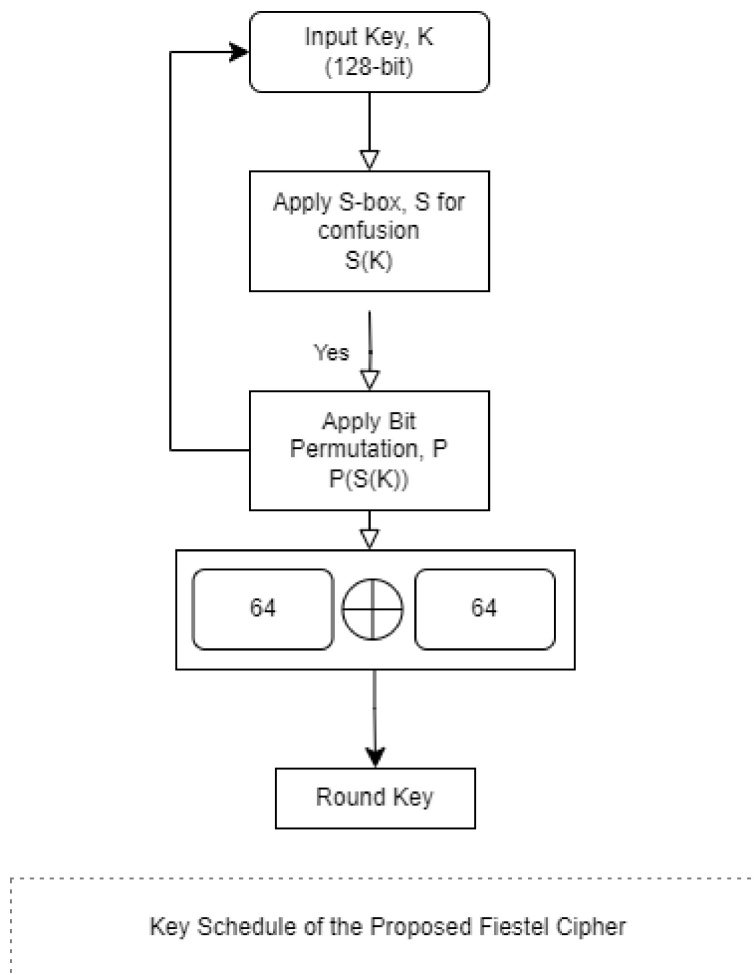 Input Key, K
(128-bit)
Apply S-box, S for
confusion
S(K)
Yes
Apply Bit
Permutation, P
P(S(K))
64
64
Round Key
Key Schedule of the Proposed Fiestel Cipher